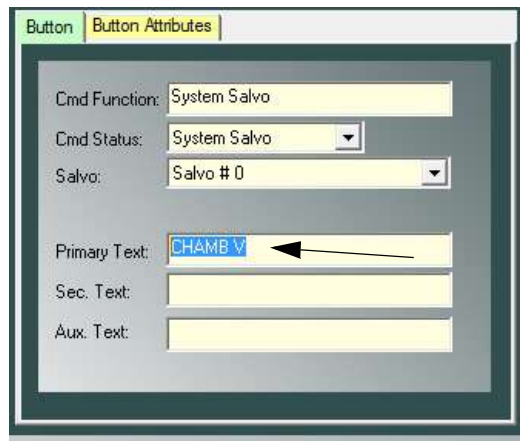 Button Button Attributes
Cmd Function: System Salvo
Cmd Status: System Salvo
Salvo: Salvo # 0
Primary Text: CHAMB V
Sec. Text:
Aux. Text: